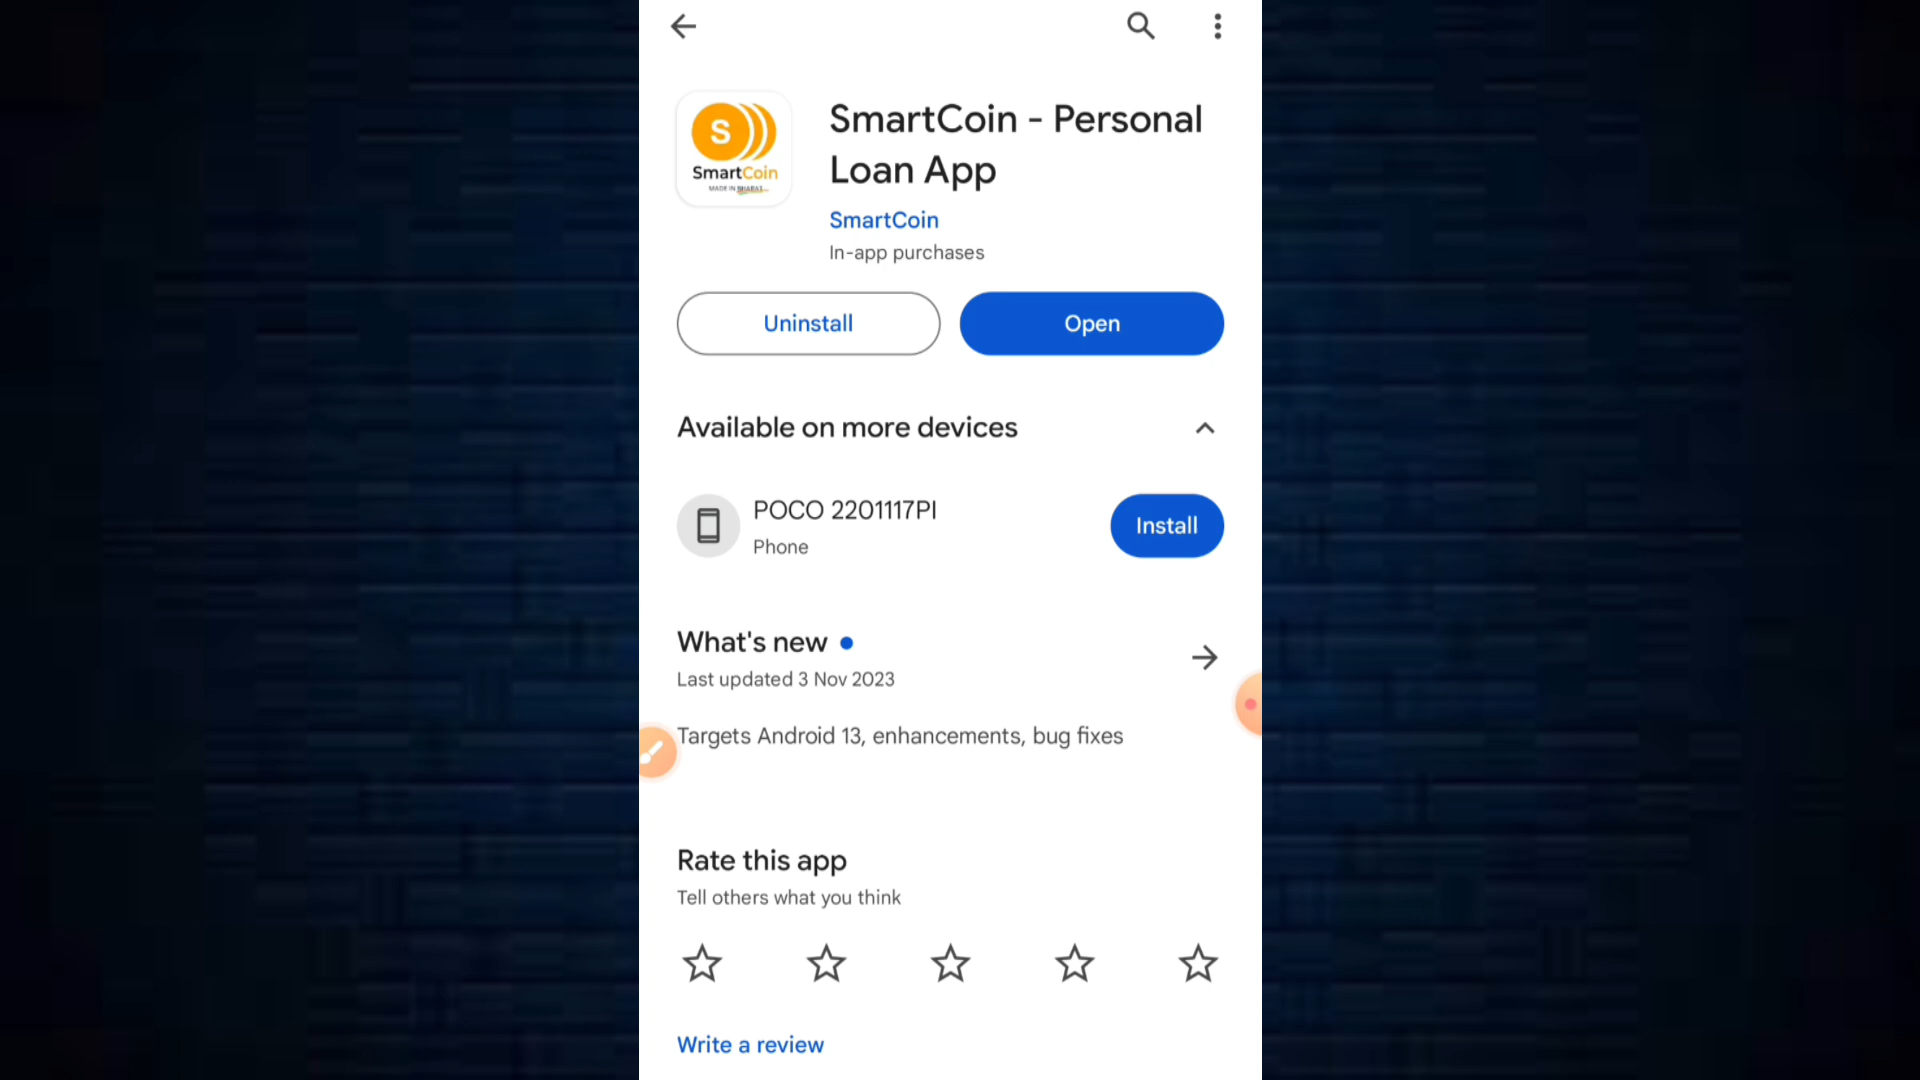 S
SmartCoin
MADE IN BHARAT
SmartCoin - Personal
Loan App
SmartCoin
In-app purchases
Uninstall
Open
Available on more devices
POCO 2201117PI
Phone
Install
What's new
Last updated 3 Nov 2023
Targets Android 13, enhancements, bug fixes
Rate this app
Tell others what you think
Write a review